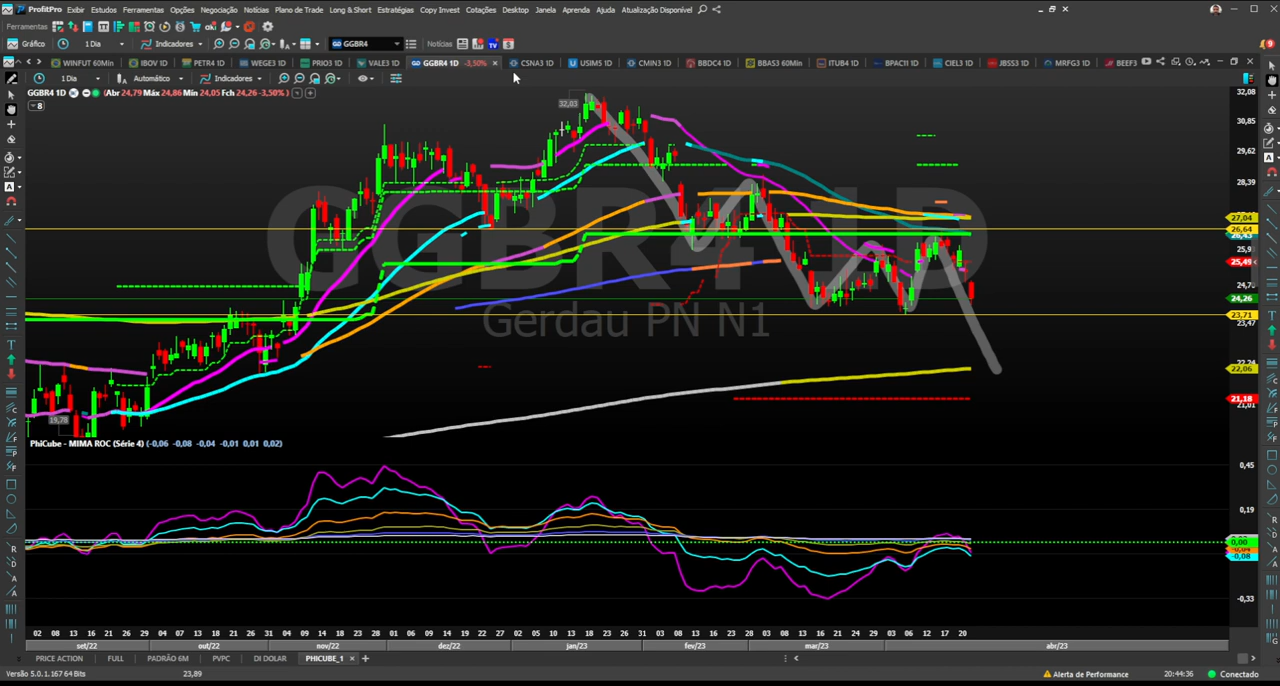 ProfitPro Exibir Estudos Ferramentas Opções Negociação Notícias Plano de Trade Long & Short Estratégias Copy Invest Cotações Desktop Janela Aprenda Ajuda Atualização Disponível
Ferramentas
Gráfico 1 Dia Indicadores GGBR4 Notícias
WINFUT 60Min IBOV 1D PETR4 1D WEGE3 1D PRIO3 1D VALE3 1D GGBR4 1D -3,50% CSNA3 1D USIM5 1D CMIN3 1D BBDC4 1D BBAS3 60Min ITUB4 1D BPAC11 1D CIEL3 1D JBSS3 1D MRFG3 1D BEEF3
1 Dia Automático Indicadores
GGBR4 1D (Abr 24,79 Max 24,86 Min 24,05 Fch 24,26 -3,50%)
8
32,08
32,03
30,85
29,62
28,39
27,04
26,64
25,49
24,26
23,71
23,47
22,06
21,18
21,01
19,78
GGBR4 1D
Gerdau PN N1
PhiCube - MIMA ROC (Série 4) (-0,06 -0,08 -0,04 -0,01 0,01 0,02)
0,45
0,19
0,00
-0,08
-0,33
02 05 08 13 16 21 26 29 04 07 13 18 21 26 31 04 09 14 18 23 28 01 06 09 14 19 22 27 02 05 10 13 18 23 26 31 03 08 13 16 23 28 03 08 13 16 21 24 29 03 06 12 17 20
set/22 out/22 nov/22 dez/22 jan/23 fev/23 mar/23 abr/23
PRICE ACTION FULL PADRÃO 6M PVPC DI DOLAR PHICUBE_1
Versão 5.0.1.167 64 Bits 23,89 Alerta de Performance 20:44:36 Conectado